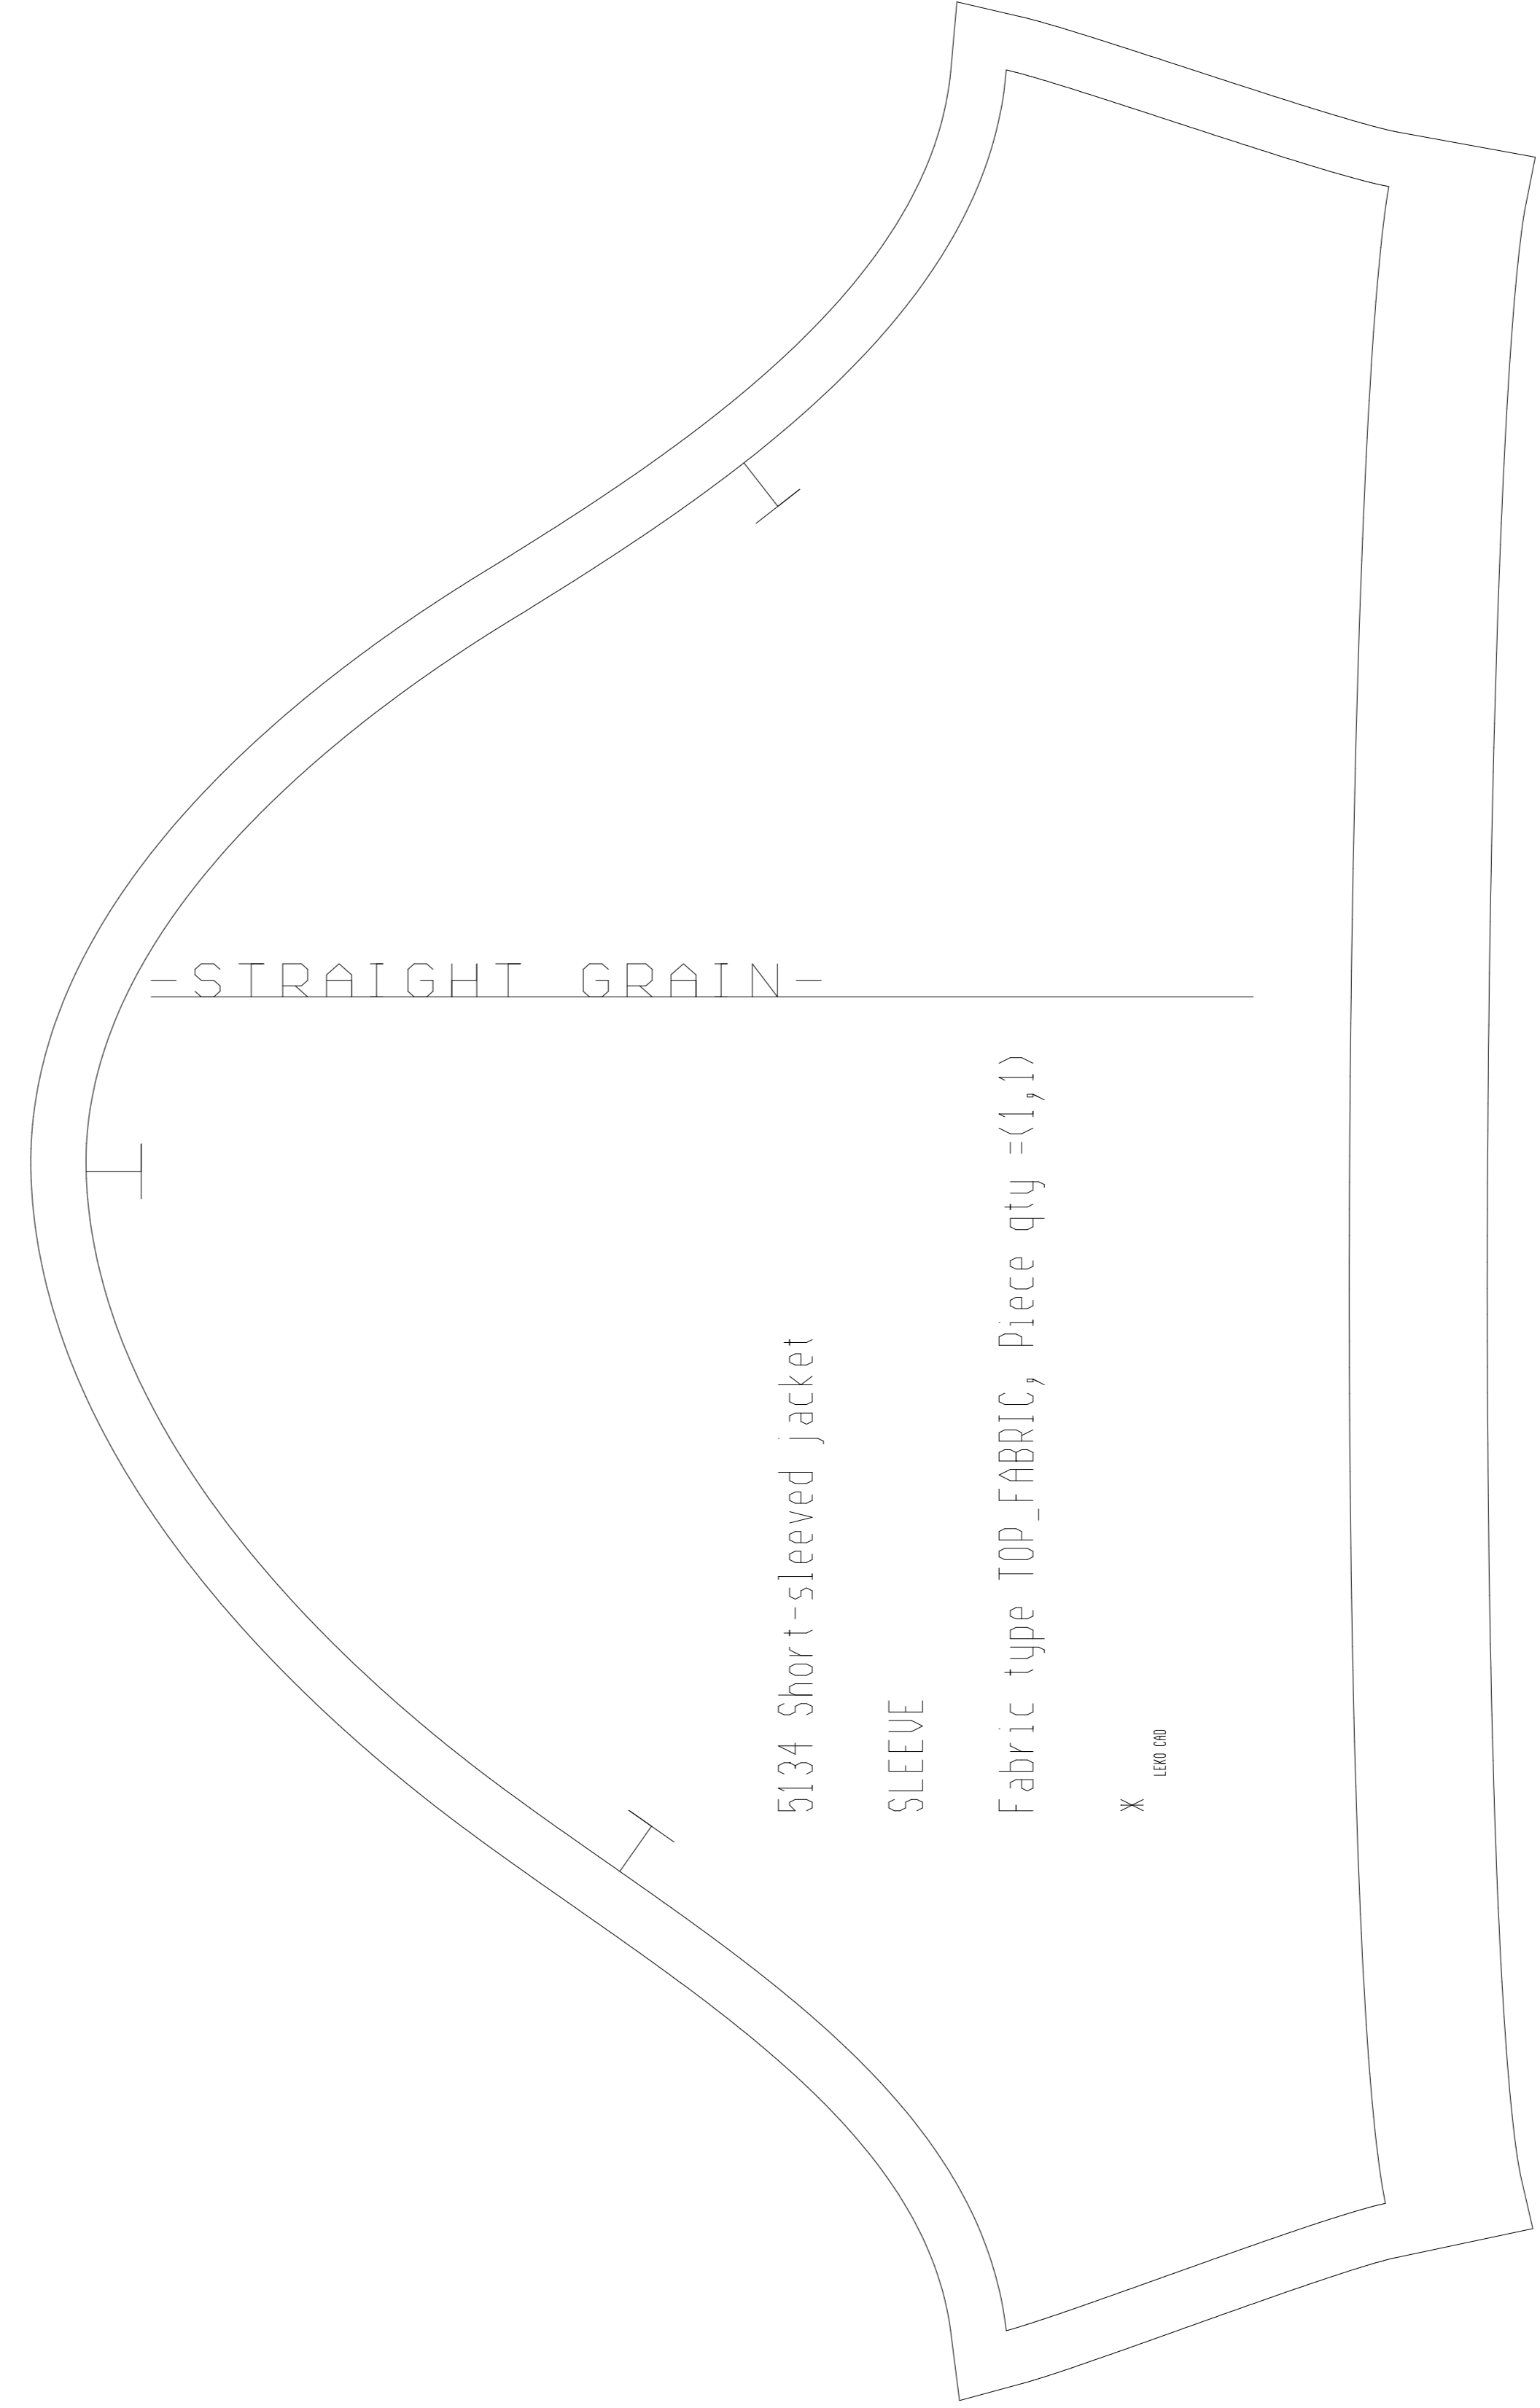 -STRAIGHT GRAIN-
5134 Short-sleeved jacket
SLEEVE
Fabric type TOP_FABRIC, Piece qty =(1,1)
LEKO CAD